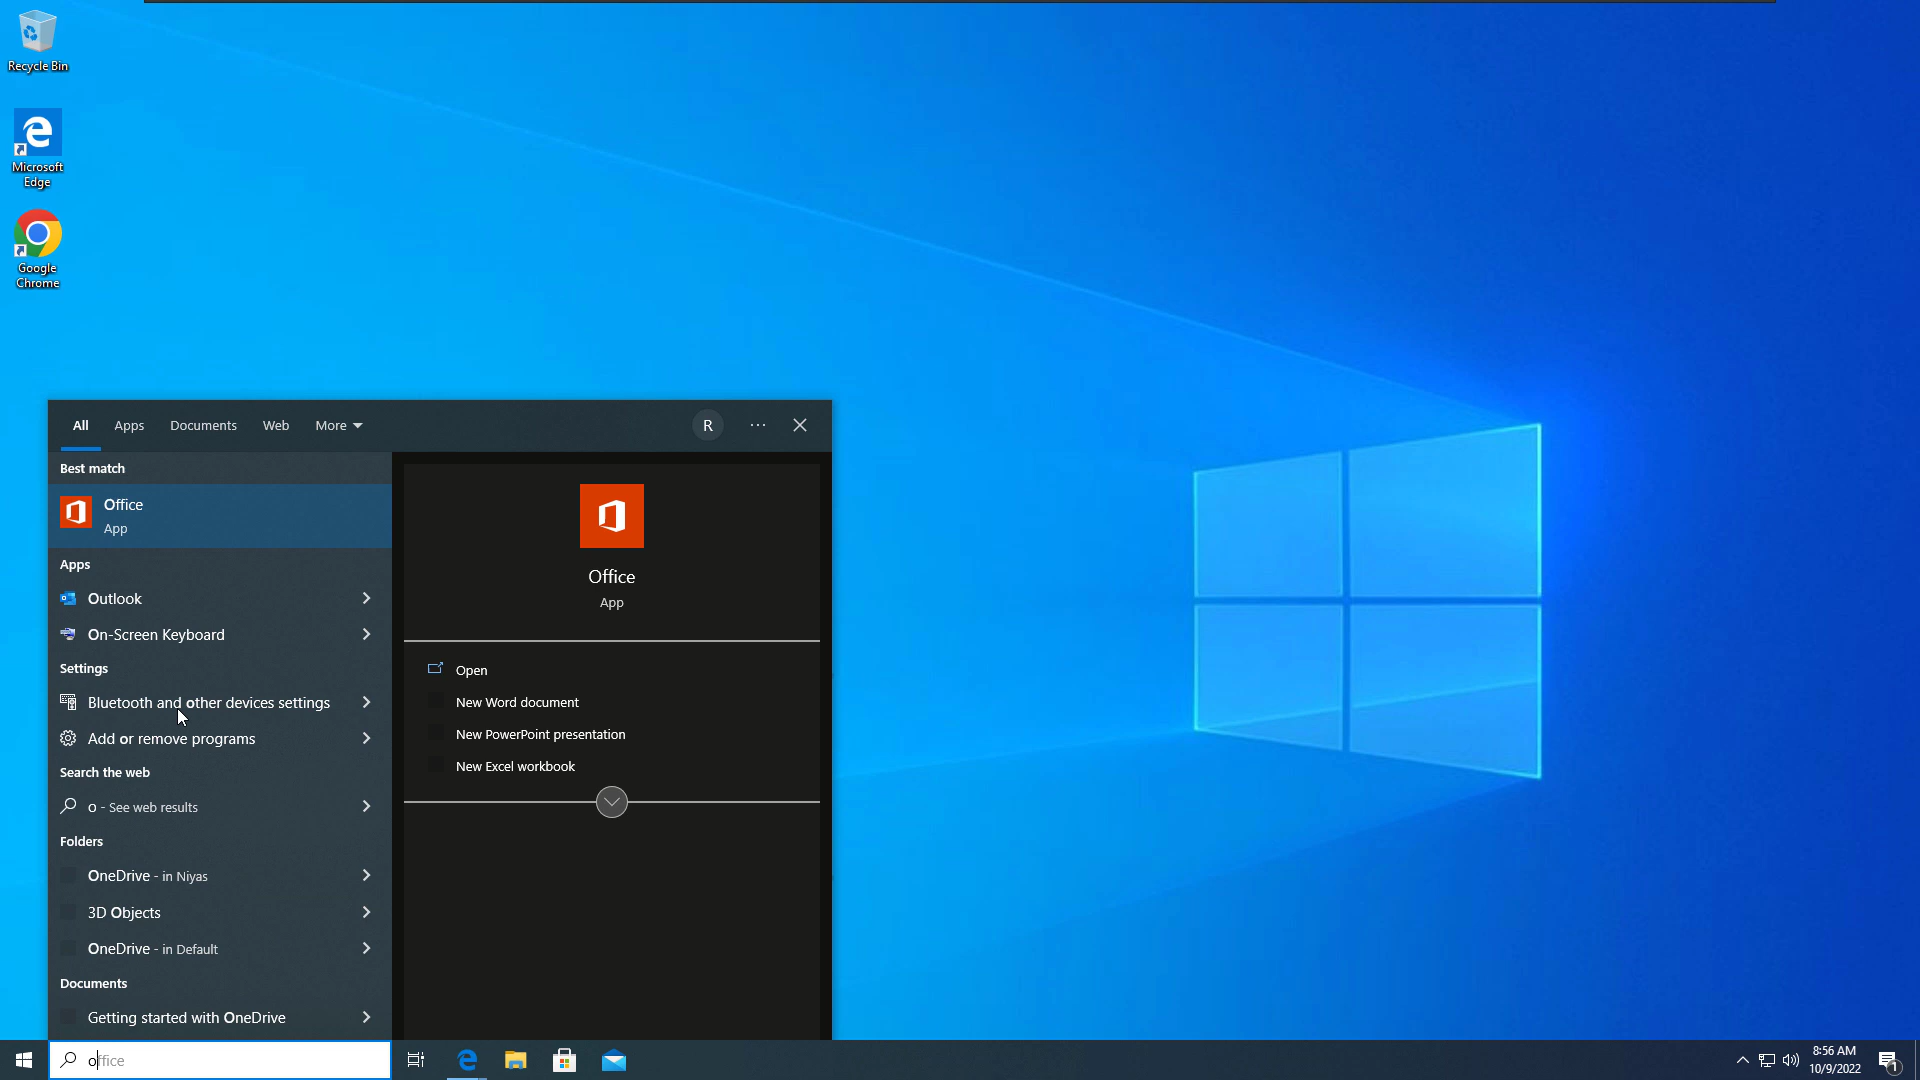 Recycle Bin
Microsoft
Edge
Google
Chrome
All Apps Documents Web More R ...
Best match
Office
App
Apps
Outlook
On-Screen Keyboard
Settings
Bluetooth and other devices settings
Add or remove programs
Search the web
o - See web results
Folders
OneDrive - in Niyas
3D Objects
OneDrive - in Default
Documents
Getting started with OneDrive
Office
App
Open
New Word document
New PowerPoint presentation
New Excel workbook
office
8:56 AM
10/9/2022
1